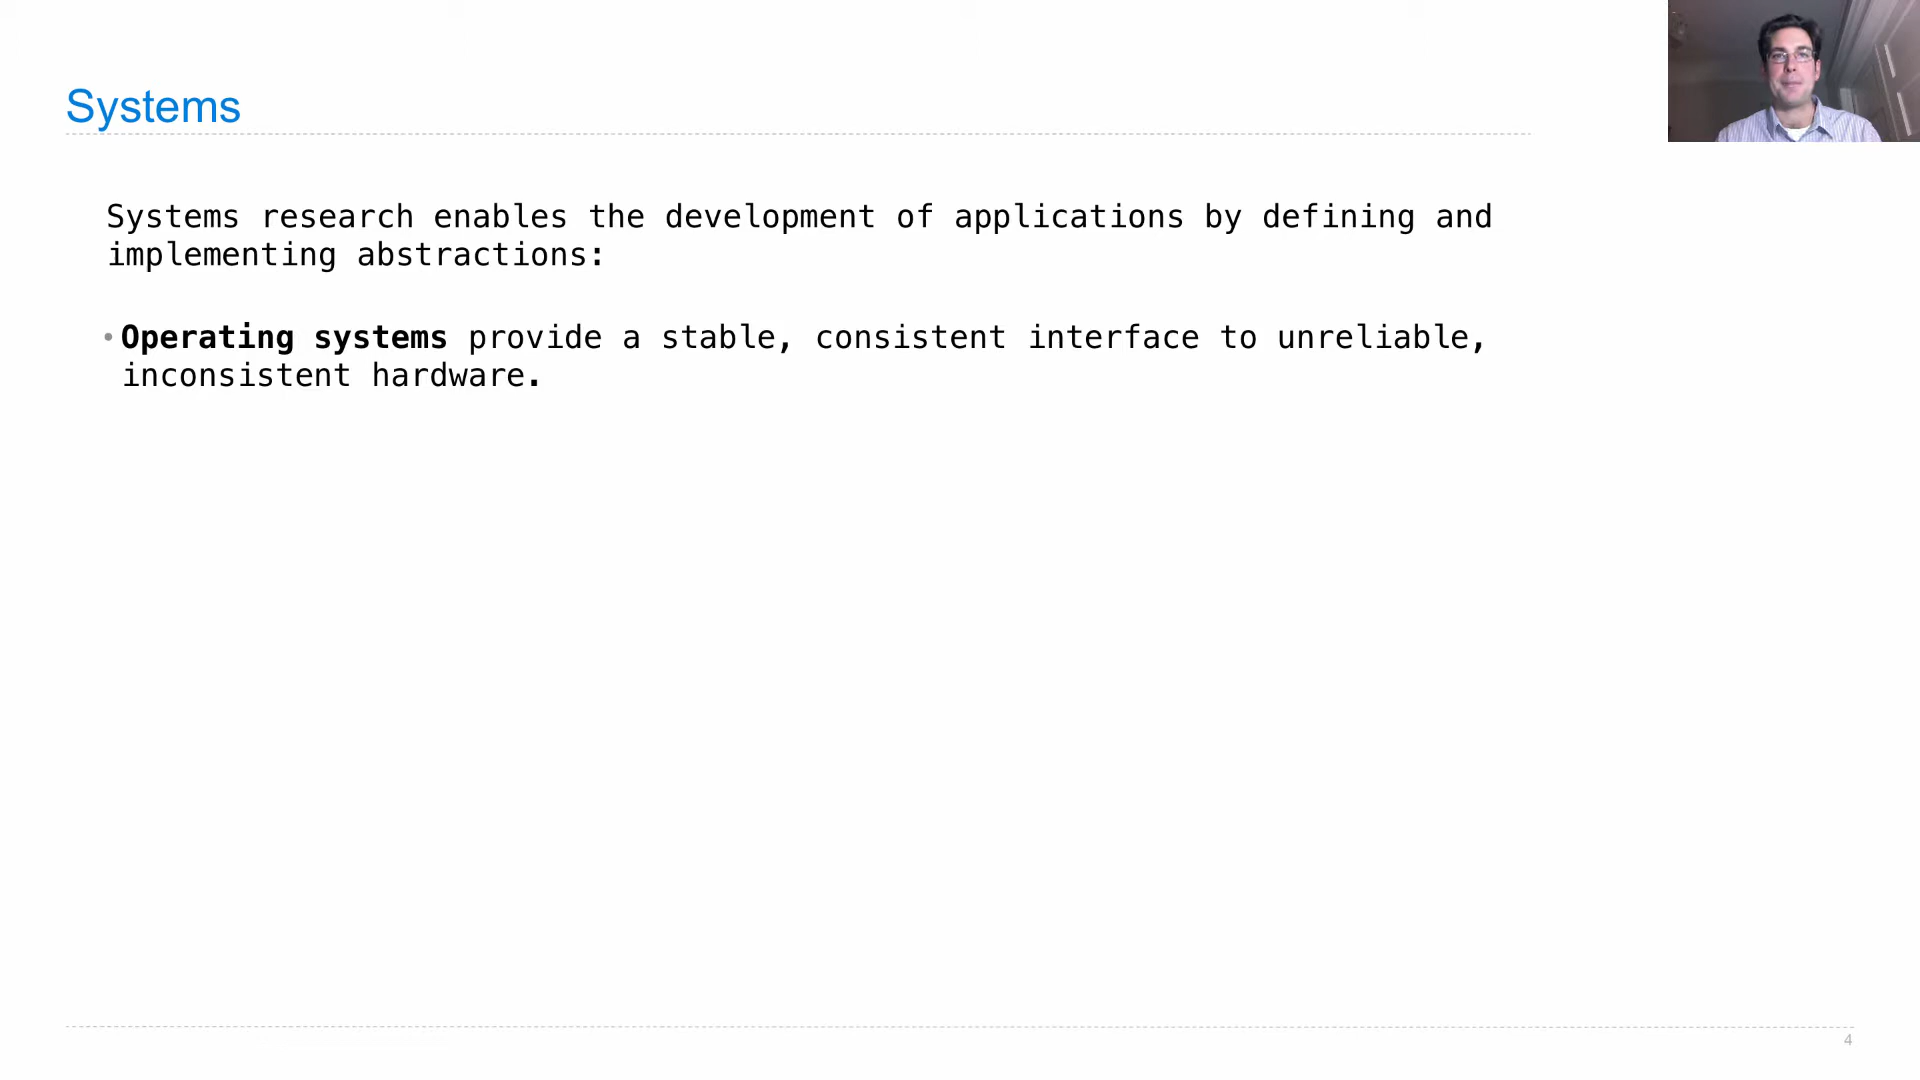 Systems
Systems research enables the development of applications by defining and
implementing abstractions:
•Operating systems provide a stable, consistent interface to unreliable,
inconsistent hardware.
4